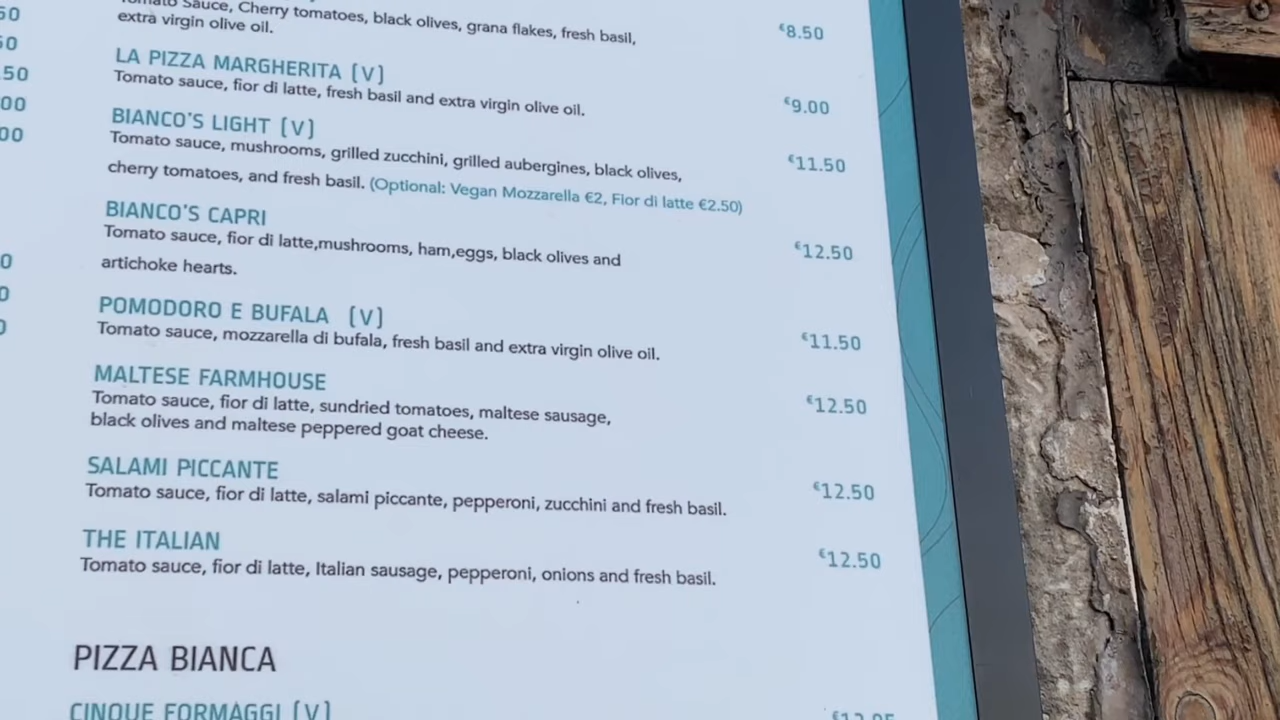 Tomato Sauce, Cherry tomatoes, black olives, grana flakes, fresh basil,
extra virgin olive oil.
€8.50
LA PIZZA MARGHERITA (V)
Tomato sauce, fior di latte, fresh basil and extra virgin olive oil.
€9.00
BIANCO'S LIGHT (V)
Tomato sauce, mushrooms, grilled zucchini, grilled aubergines, black olives,
cherry tomatoes, and fresh basil. (Optional: Vegan Mozzarella €2, Fior di latte €2.50)
€11.50
BIANCO'S CAPRI
Tomato sauce, fior di latte,mushrooms, ham,eggs, black olives and
artichoke hearts.
€12.50
POMODORO E BUFALA (V)
Tomato sauce, mozzarella di bufala, fresh basil and extra virgin olive oil.
€11.50
MALTESE FARMHOUSE
Tomato sauce, fior di latte, sundried tomatoes, maltese sausage,
black olives and maltese peppered goat cheese.
€12.50
SALAMI PICCANTE
Tomato sauce, fior di latte, salami piccante, pepperoni, zucchini and fresh basil.
€12.50
THE ITALIAN
Tomato sauce, fior di latte, Italian sausage, pepperoni, onions and fresh basil.
€12.50
PIZZA BIANCA
CINQUE FORMAGGI (V)